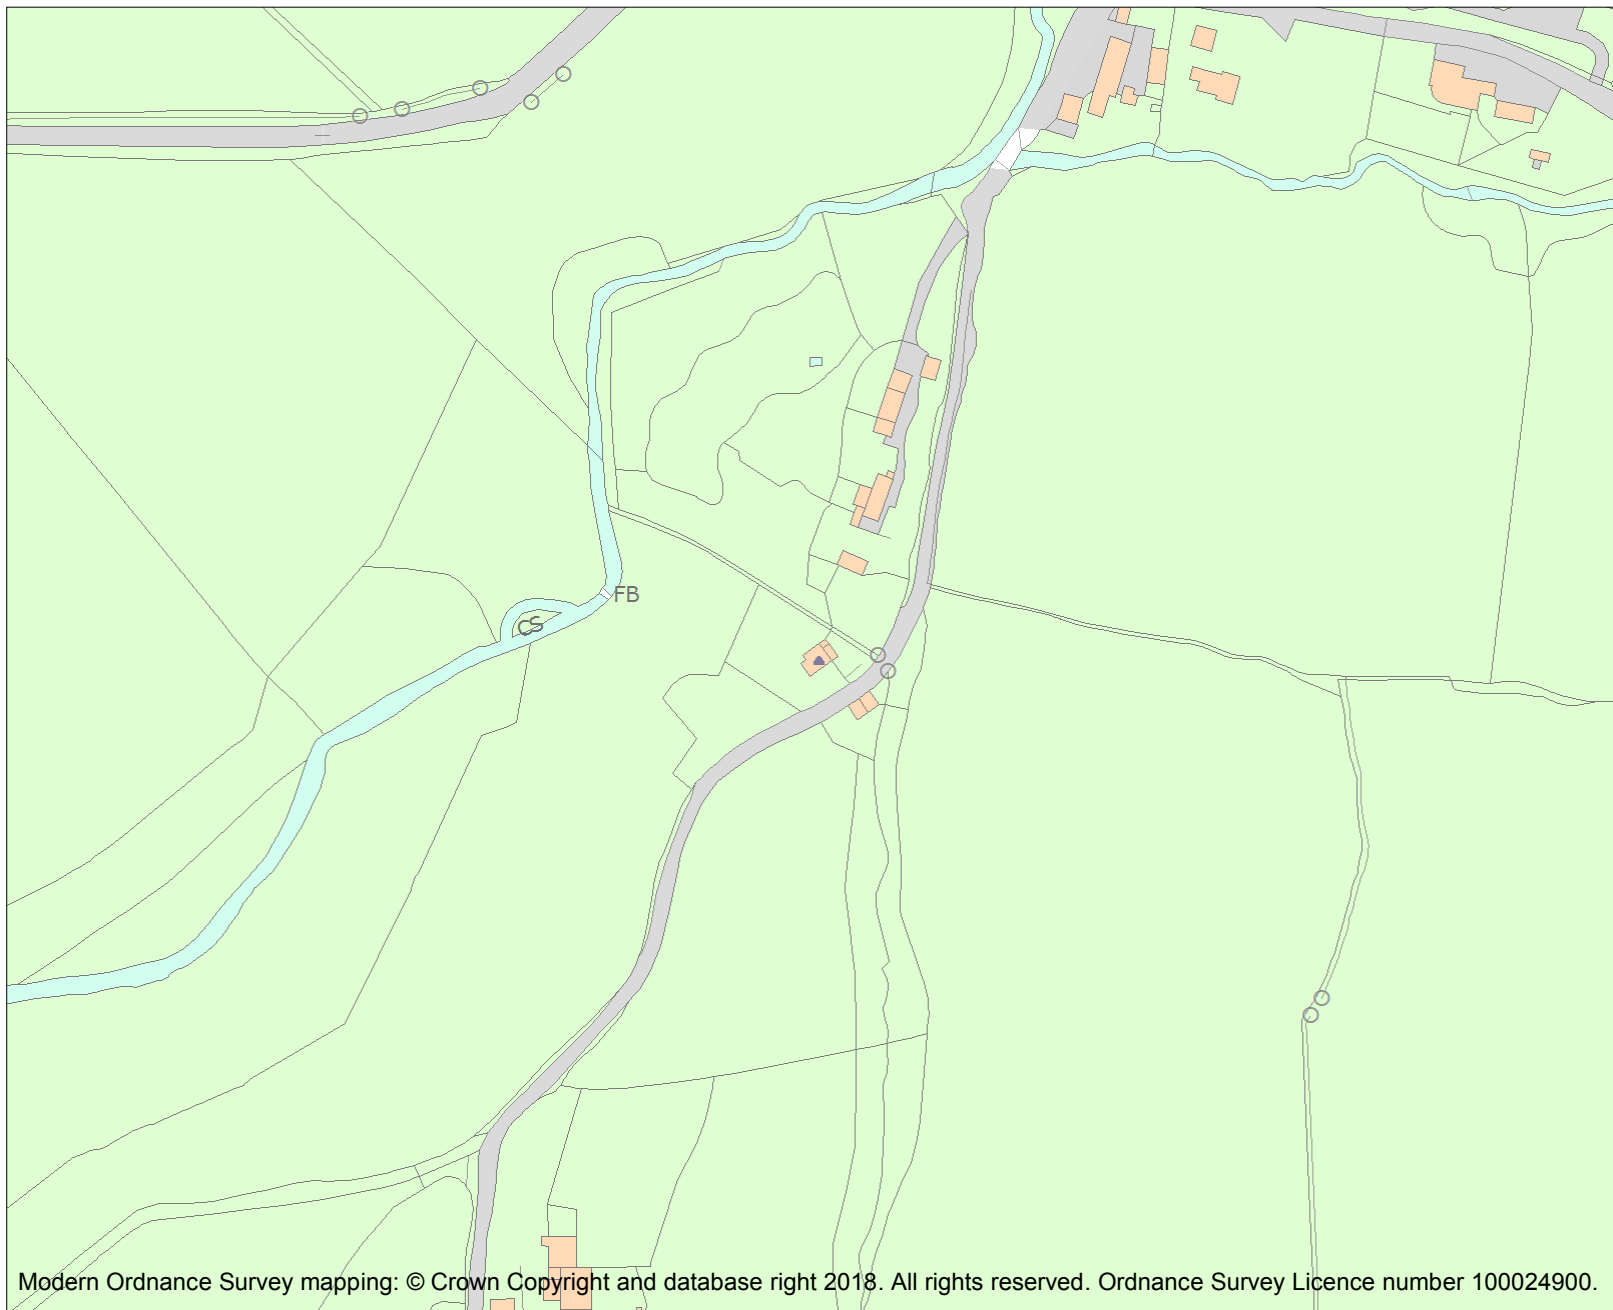 FB
CS
Modern Ordnance Survey mapping: © Crown Copyright and database right 2018. All rights reserved. Ordnance Survey Licence number 100024900.